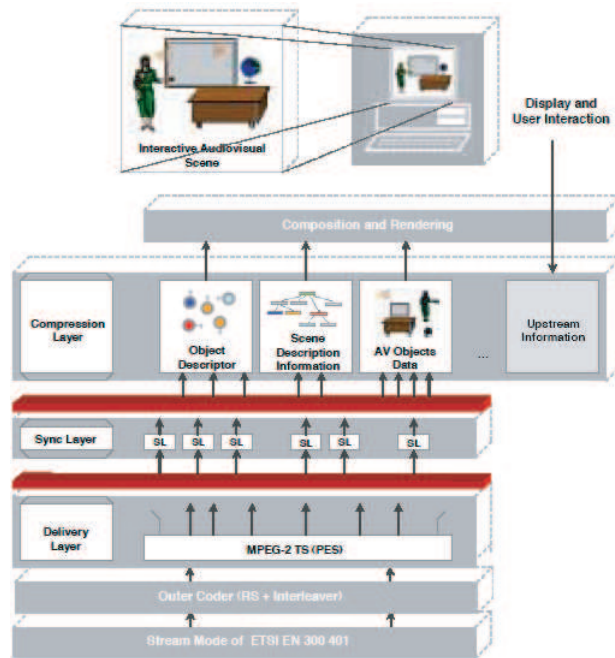 Interactive Audiovisual
Scene
Display and
User Interaction
Composition and Rendering
Compression
Layer
Object
Descriptor
Scene
Description
Information
AV Objects
Data
...
Upstream
Information
Sync Layer
SL
SL
SL
SL
SL
SL
Delivery
Layer
MPEG-2 TS (PES)
Outer Coder (RS + Interleaver)
Stream Mode of ETSI EN 300 401